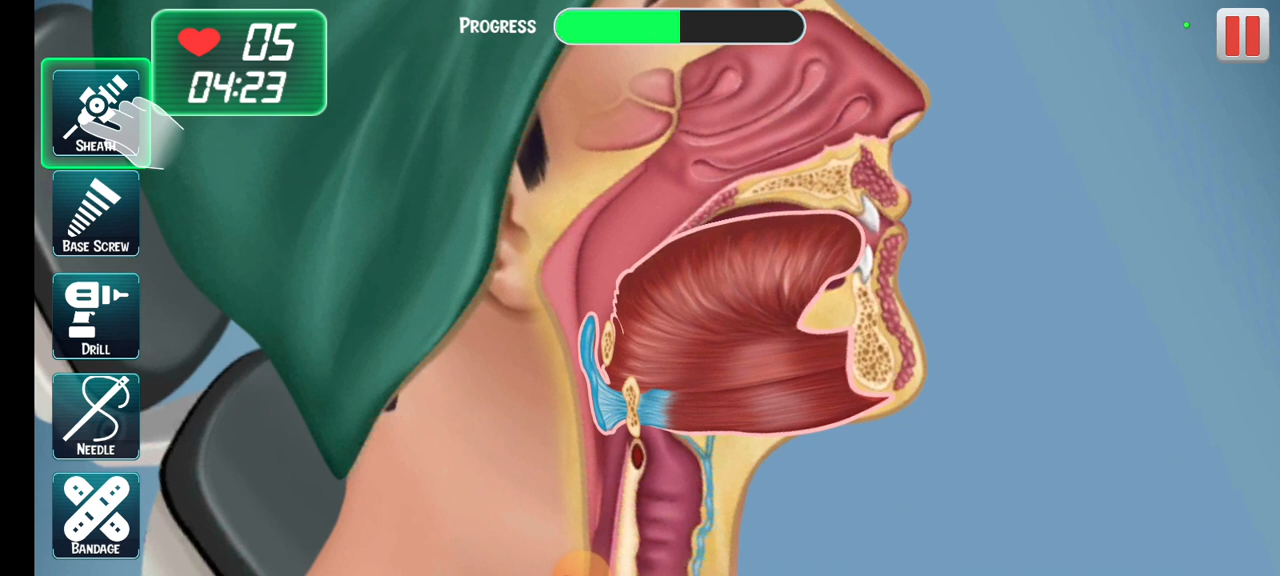 05
04:23
PROGRESS
SHEATH
BASE SCREW
DRILL
NEEDLE
BANDAGE